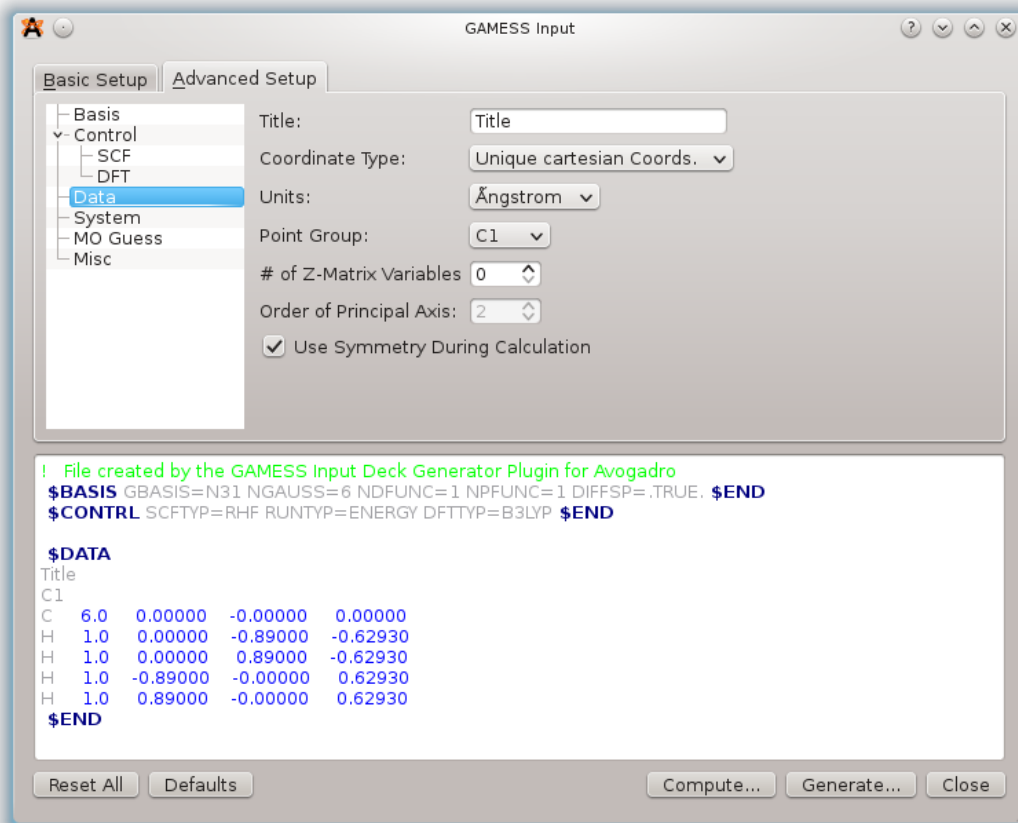 GAMESS Input
Basic Setup
Advanced Setup
Basis
Control
SCF
DFT
Data
System
MO Guess
Misc
Title: Title
Coordinate Type: Unique cartesian Coords.
Units: Ãngstrom
Point Group: C1
# of Z-Matrix Variables 0
Order of Principal Axis: 2
Use Symmetry During Calculation
! File created by the GAMESS Input Deck Generator Plugin for Avogadro
$BASIS GBASIS=N31 NGAUSS=6 NDFUNC=1 NPFUNC=1 DIFFSP=.TRUE. $END
$CONTRL SCFTYP=RHF RUNTYP=ENERGY DFTTYP=B3LYP $END
$DATA
Title
C1
C 6.0 0.00000 -0.00000 0.00000
H 1.0 0.00000 -0.89000 -0.62930
H 1.0 0.00000 0.89000 -0.62930
H 1.0 -0.89000 -0.00000 0.62930
H 1.0 0.89000 -0.00000 0.62930
$END
Reset All Defaults Compute... Generate... Close